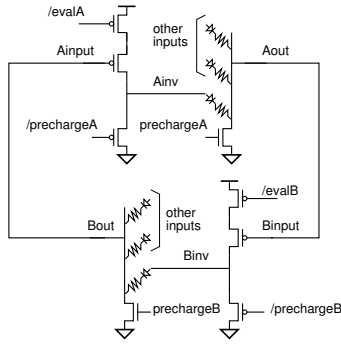 /evalA
other
inputs
Ainput
Aout
Ainv
/prechargeA
prechargeA
/evalB
Bout
other
inputs
Binput
Binv
prechargeB
/prechargeB